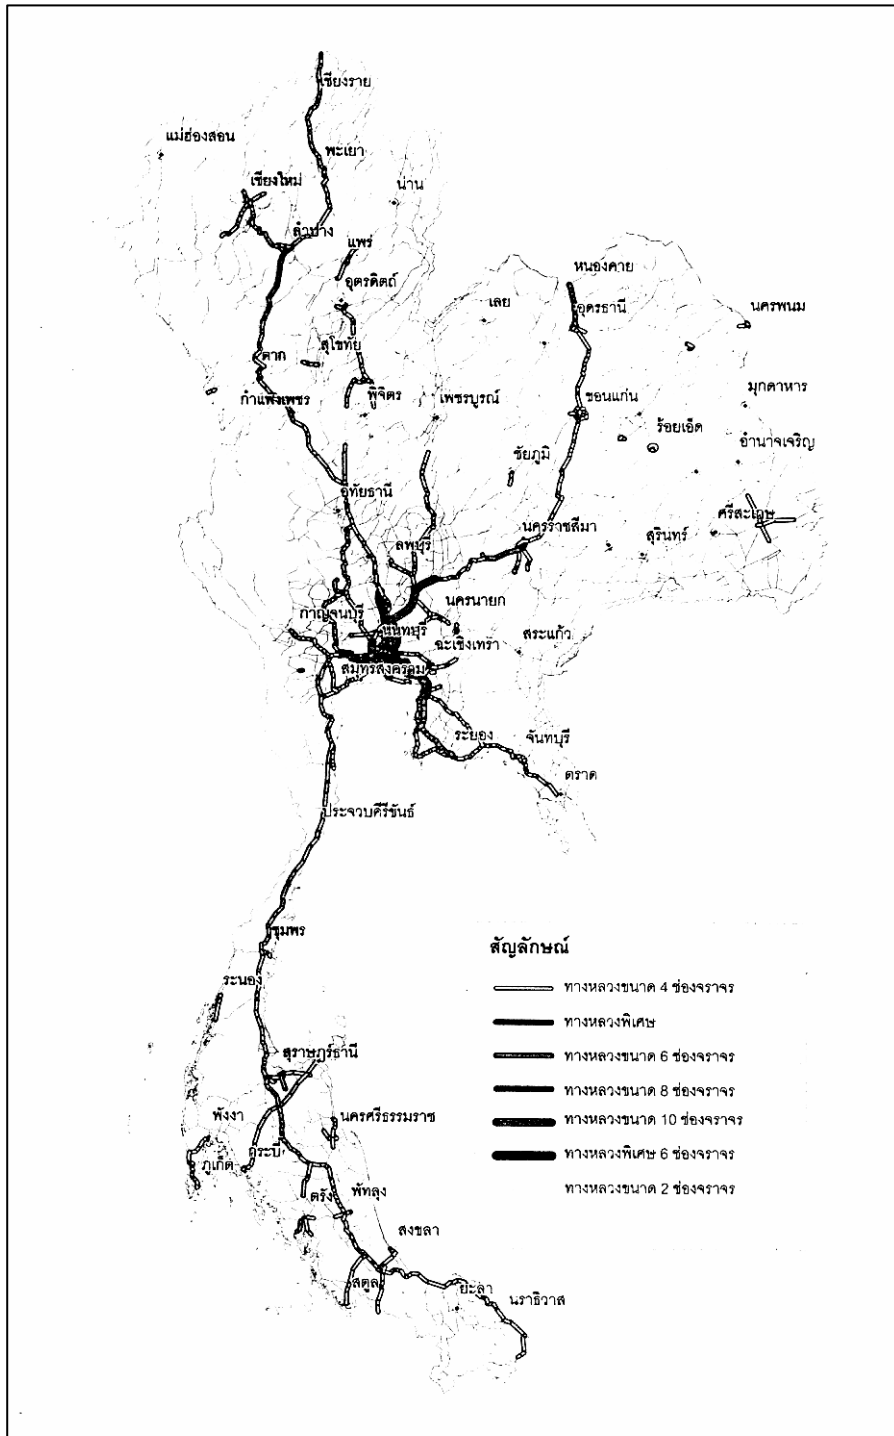 เชียงราย
แม่ฮ่องสอน
พะเยา
เชียงใหม่
น่าน
ลำปาง
แพร่
หนองคาย
อุตรดิตถ์
เลย
อุดรธานี
นครพนม
สุโขทัย
ตาก
กำแพงเพชร
พิจิตร
เพชรบูรณ์
ขอนแก่น
มุกดาหาร
ร้อยเอ็ด
อำนาจเจริญ
ชัยภูมิ
อุทัยธานี
นครราชสีมา
ศรีสะเกษ
สุรินทร์
ลพบุรี
นครนายก
กาญจนบุรี
นนทบุรี
สระแก้ว
ฉะเชิงเทรา
สมุทรสงคราม
ระยอง
จันทบุรี
ตราด
ประจวบคีรีขันธ์
ชุมพร
ระนอง
สุราษฎร์ธานี
พังงา
นครศรีธรรมราช
กระบี่
ภูเก็ต
ตรัง
พัทลุง
สงขลา
สตูล
ยะลา
นราธิวาส
สัญลักษณ์
ทางหลวงขนาด 4 ช่องจราจร
ทางหลวงพิเศษ
ทางหลวงขนาด 6 ช่องจราจร
ทางหลวงขนาด 8 ช่องจราจร
ทางหลวงขนาด 10 ช่องจราจร
ทางหลวงพิเศษ 6 ช่องจราจร
ทางหลวงขนาด 2 ช่องจราจร